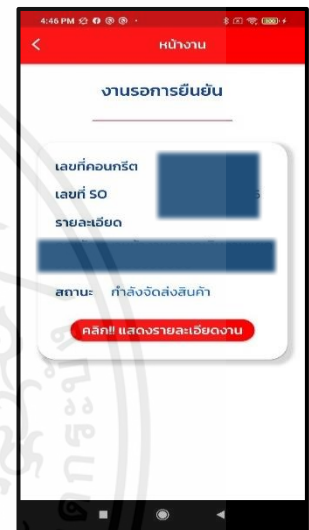 4:46 PM
หน้างาน
งานรอการยืนยัน
เลขที่คอนกรีต
เลขที่ SO
รายละเอียด
สถานะ กำลังจัดส่งสินค้า
คลิก!! แสดงรายละเอียดงาน